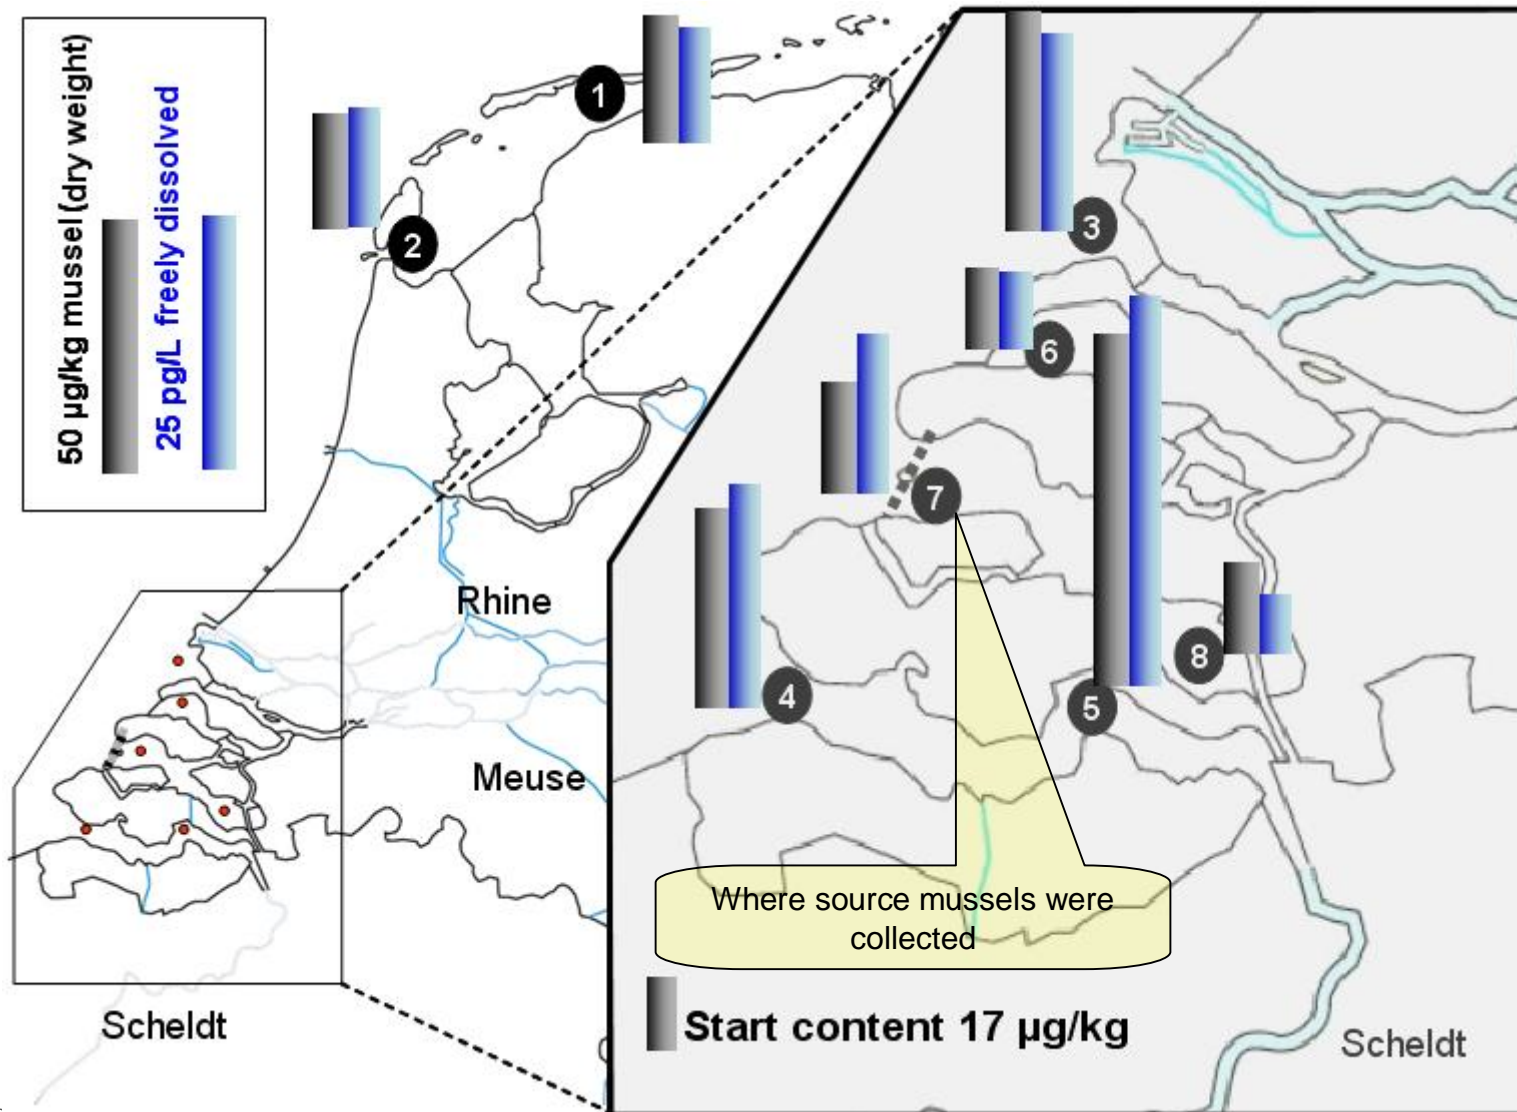 50 µg/kg mussel (dry weight)
25 pg/L freely dissolved
1
2
3
6
7
4
8
5
Rhine
Meuse
Scheldt
Where source mussels were
collected
Start content 17 µg/kg
Scheldt